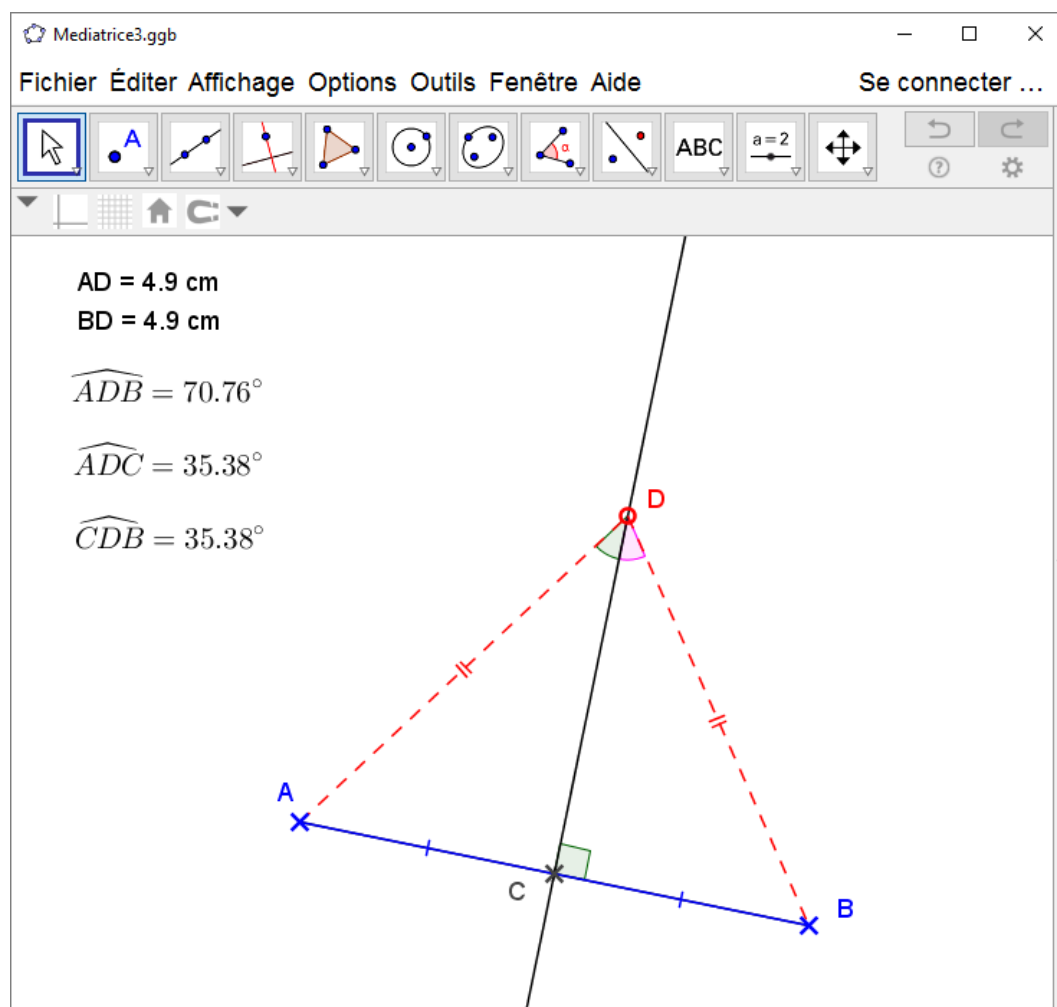 Mediatrice3.ggb
Fichier Éditer Affichage Options Outils Fenêtre Aide Se connecter ...
A α ABC a=2
AD = 4.9 cm
BD = 4.9 cm
ADB = 70.76°
ADC = 35.38°
CDB = 35.38°
D
A
C
B